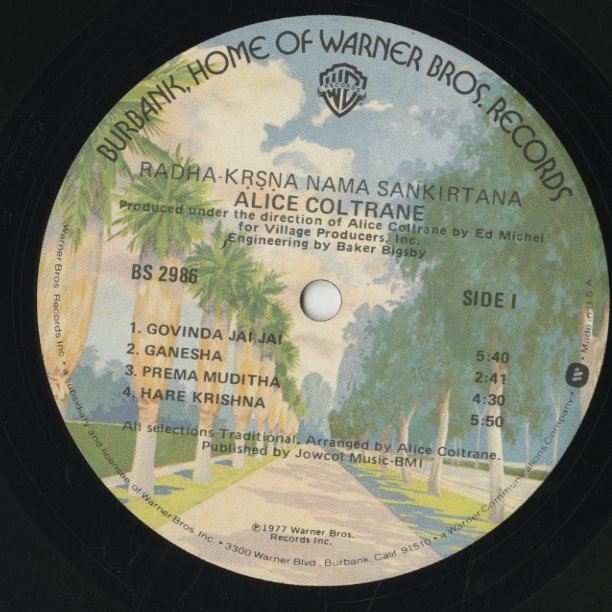 BURBANK, HOME OF WARNER BROS. RECORDS
WB
RECORDS
RADHA-KṚṢNA NAMA SANKIRTANA
ALICE COLTRANE
Produced under the direction of Alice Coltrane by Ed Michel
for Village Producers, Inc.
Engineering by Baker Bigsby
BS 2986
SIDE I
1. GOVINDA JAI JAI 5:40
2. GANESHA 2:41
3. PREMA MUDITHA 4:30
4. HARE KRISHNA 5:50
All selections Traditional. Arranged by Alice Coltrane.
Published by Jowcol Music-BMI
℗1977 Warner Bros.
Records Inc.
Warner Bros. Records Inc. • a subsidiary and licensee of Warner Bros. Inc. • 3300 Warner Blvd., Burbank, Calif. 91510 • a Warner Communications Company. • Made in U.S.A.